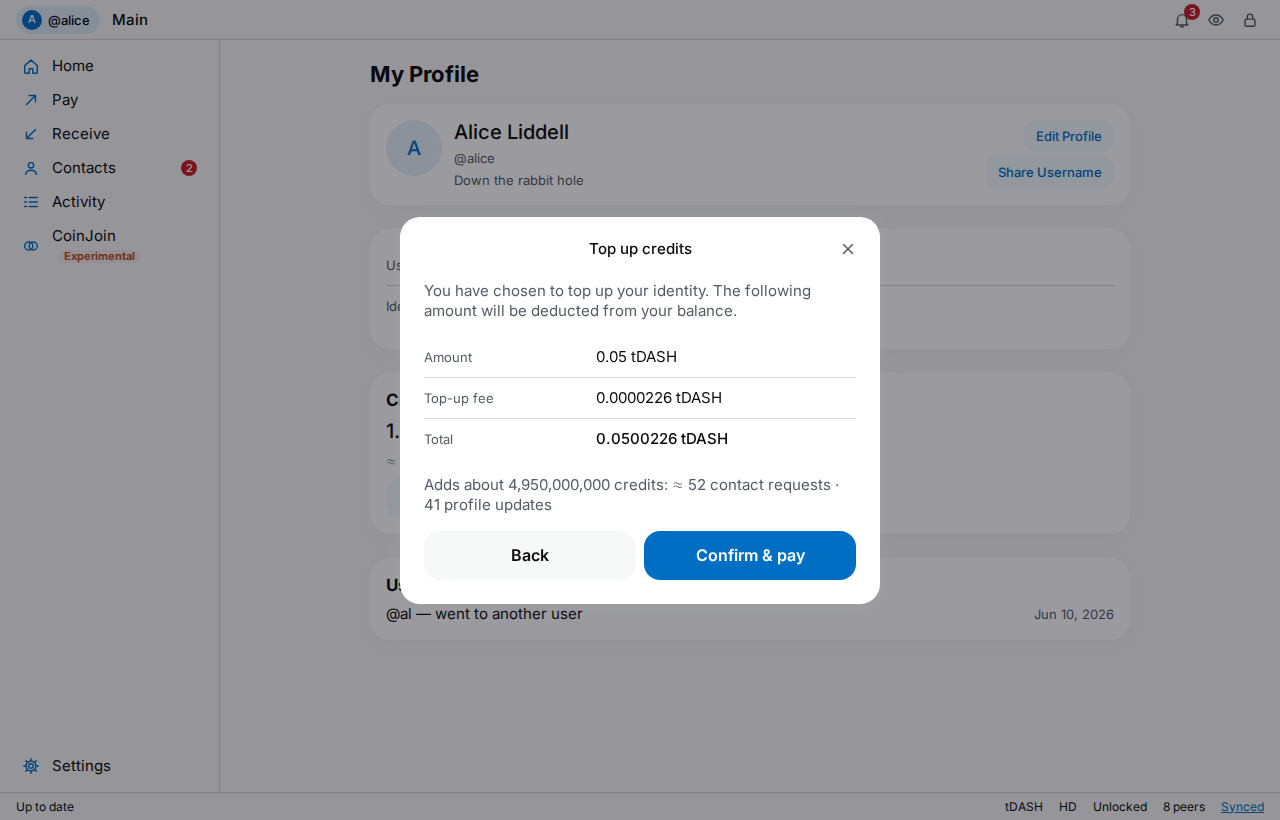 A @alice Main 3
Home
Pay
Receive
Contacts 2
Activity
CoinJoin
Experimental
Settings
My Profile
A
Alice Liddell
@alice
Down the rabbit hole
Edit Profile
Share Username
Top up credits
You have chosen to top up your identity. The following
amount will be deducted from your balance.
Amount 0.05 tDASH
Top-up fee 0.0000226 tDASH
Total 0.0500226 tDASH
Adds about 4,950,000,000 credits: ≈ 52 contact requests ·
41 profile updates
Back Confirm & pay
@al — went to another user Jun 10, 2026
Up to date tDASH HD Unlocked 8 peers Synced